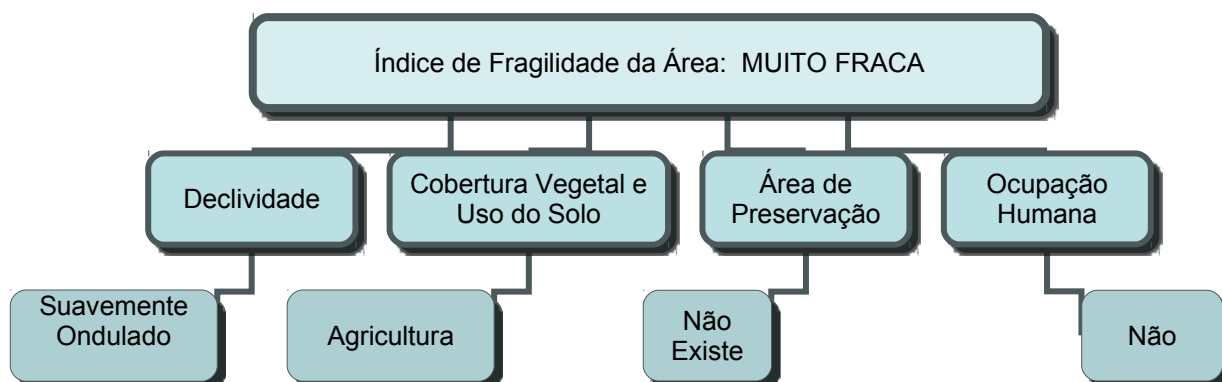 Índice de Fragilidade da Área:  MUITO FRACA
Declividade
Cobertura Vegetal e
Uso do Solo
Área de
Preservação
Ocupação
Humana
Suavemente
Ondulado
Agricultura
Não
Existe
Não